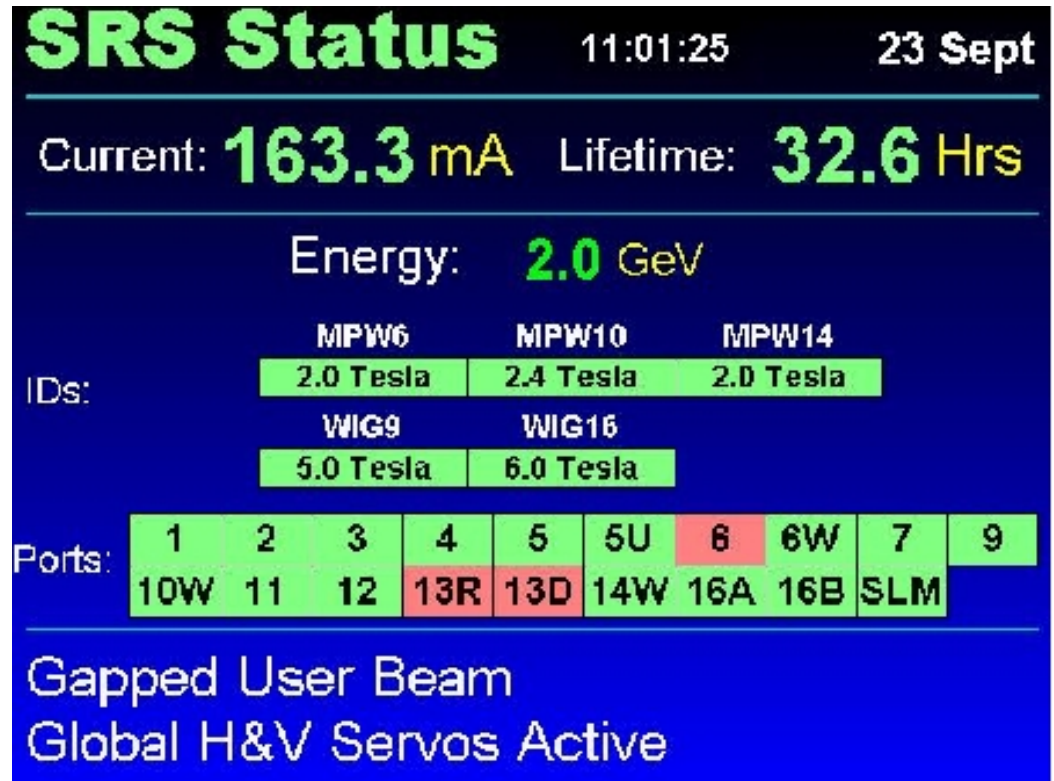 SRS Status 11:01:25 23 Sept
Current: 163.3 mA Lifetime: 32.6 Hrs
Energy: 2.0 GeV
MPW6 MPW10 MPW14
IDs: 2.0 Tesla 2.4 Tesla 2.0 Tesla
WIG9 WIG16
5.0 Tesla 6.0 Tesla
Ports: 1 2 3 4 5 5U 6 6W 7 9
10W 11 12 13R 13D 14W 16A 16B SLM
Gapped User Beam
Global H&V Servos Active